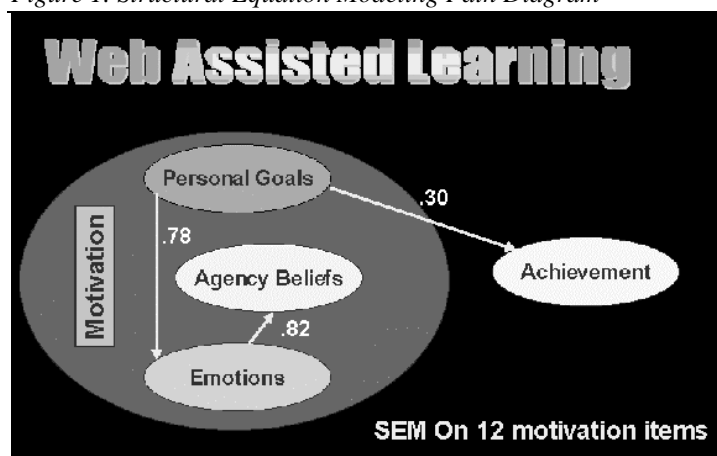 Figure 1. Structural Equation Modeling Path Diagram
Web Assisted Learning
Personal Goals
.30
Motivation
.78
Agency Beliefs
Achievement
.82
Emotions
SEM On 12 motivation items